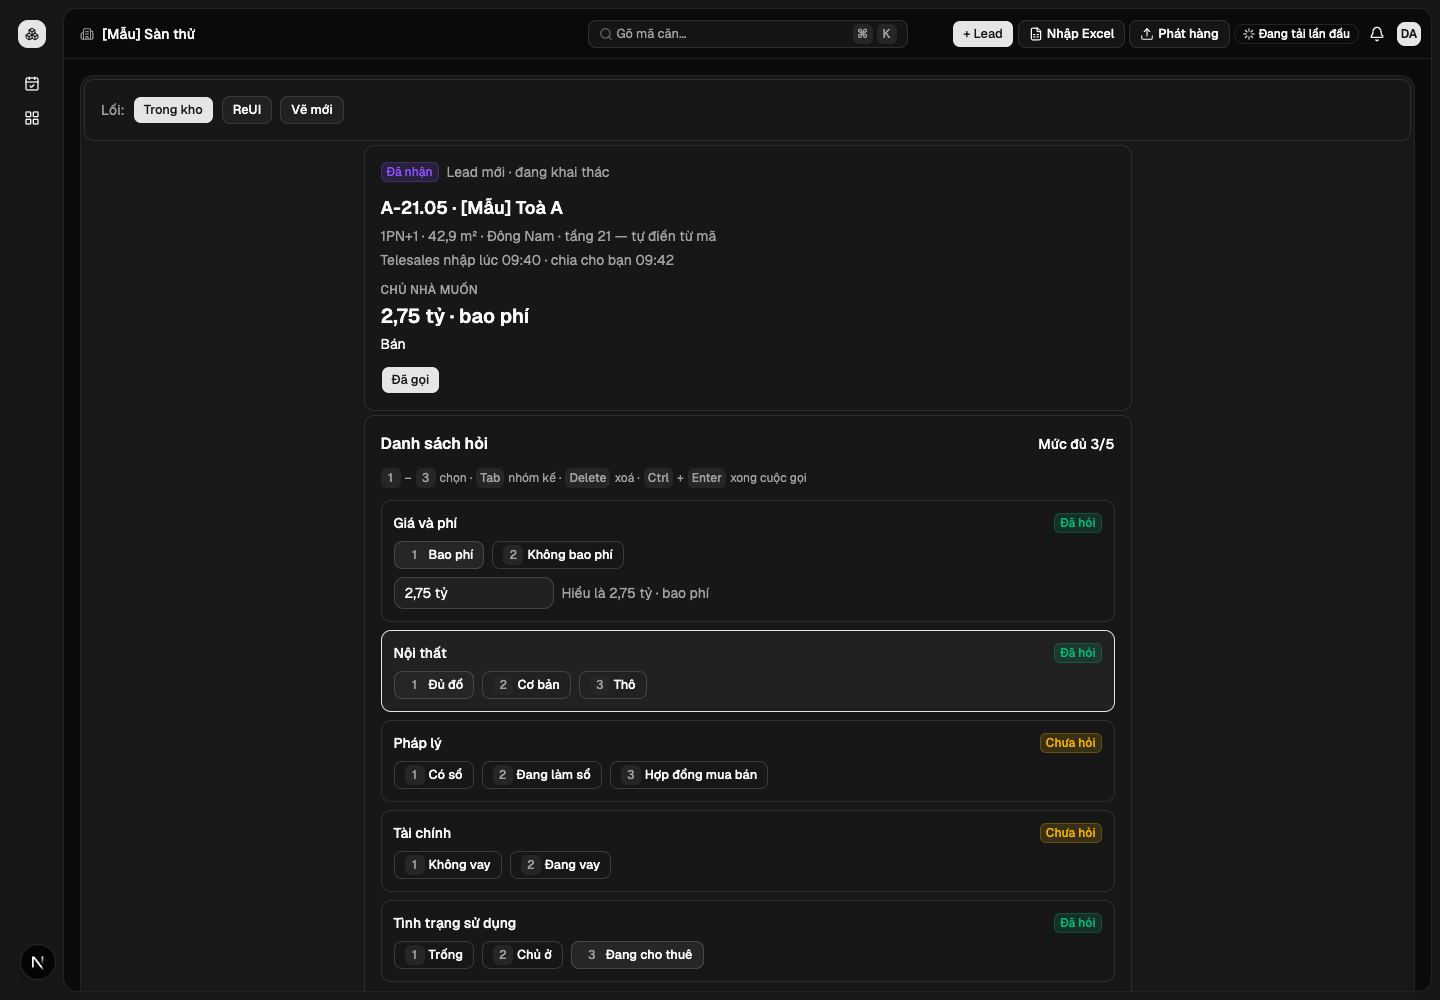 [Mẫu] Sàn thử
Gõ mã căn...
⌘ K
+ Lead
Nhập Excel
Phát hàng
Đang tải lần đầu
DA
Lối:
Trong kho
ReUI
Vẽ mới
Đã nhận
Lead mới · đang khai thác
A-21.05 · [Mẫu] Toà A
1PN+1 · 42,9 m² · Đông Nam · tầng 21 — tự điền từ mã
Telesales nhập lúc 09:40 · chia cho bạn 09:42
CHỦ NHÀ MUỐN
2,75 tỷ · bao phí
Bán
Đã gọi
Danh sách hỏi
Mức đủ 3/5
1 – 3 chọn · Tab nhóm kế · Delete xoá · Ctrl + Enter xong cuộc gọi
Giá và phí
Đã hỏi
1 Bao phí
2 Không bao phí
2,75 tỷ
Hiểu là 2,75 tỷ · bao phí
Nội thất
Đã hỏi
1 Đủ đồ
2 Cơ bản
3 Thô
Pháp lý
Chưa hỏi
1 Có sổ
2 Đang làm sổ
3 Hợp đồng mua bán
Tài chính
Chưa hỏi
1 Không vay
2 Đang vay
Tình trạng sử dụng
Đã hỏi
1 Trống
2 Chủ ở
3 Đang cho thuê
N